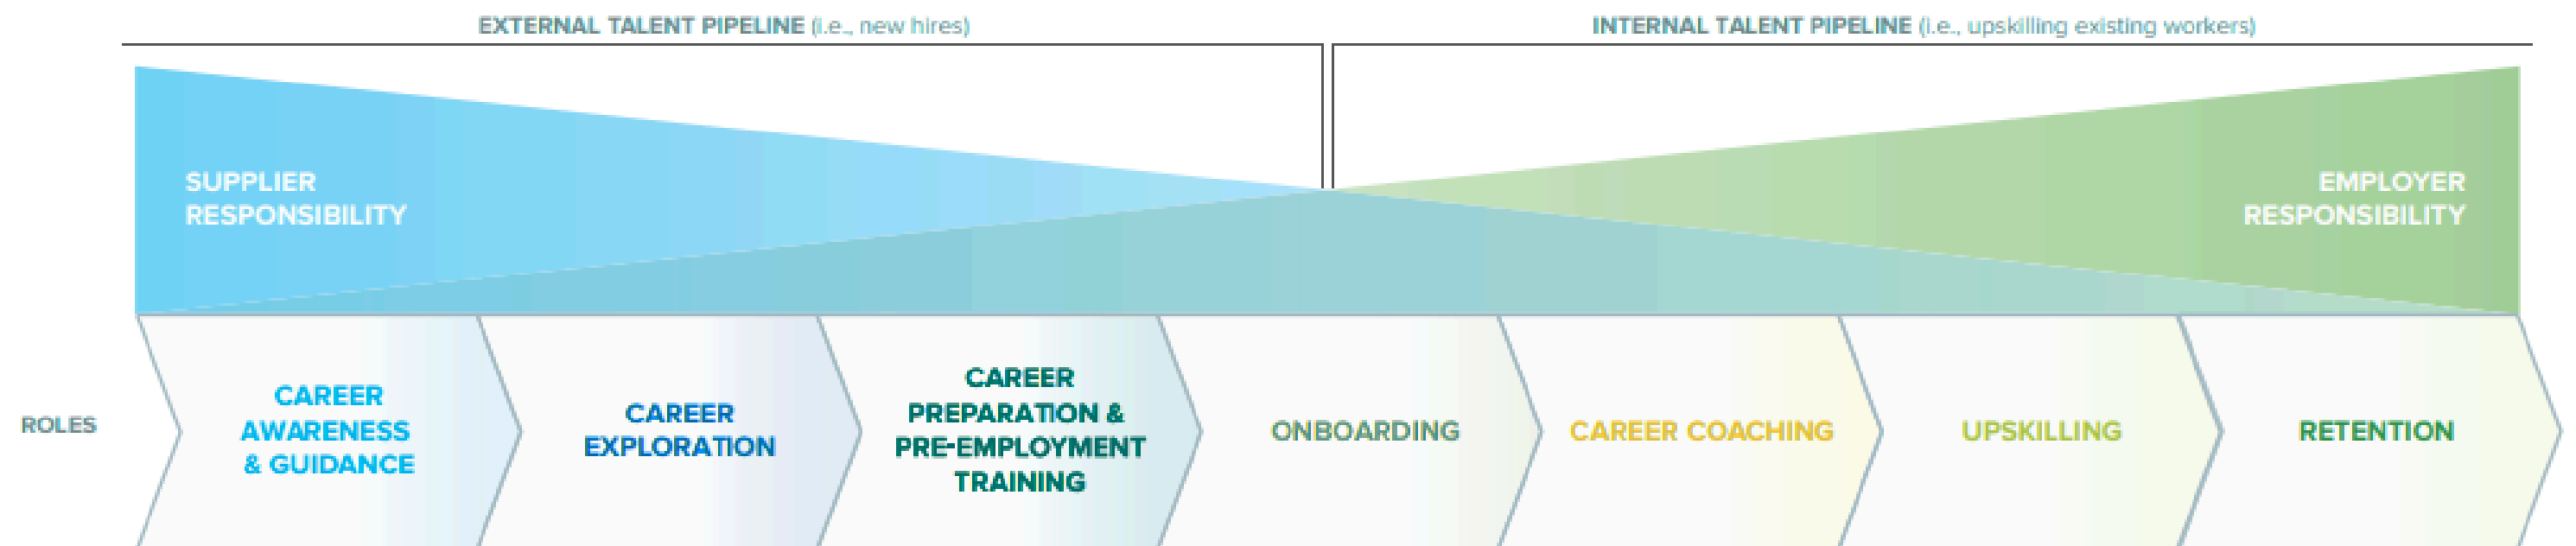 EXTERNAL TALENT PIPELINE (i.e., new hires)
INTERNAL TALENT PIPELINE (i.e., upskilling existing workers)
SUPPLIER
RESPONSIBILITY
EMPLOYER
RESPONSIBILITY
ROLES
CAREER
AWARENESS
& GUIDANCE
CAREER
EXPLORATION
CAREER
PREPARATION &
PRE-EMPLOYMENT
TRAINING
ONBOARDING
CAREER COACHING
UPSKILLING
RETENTION